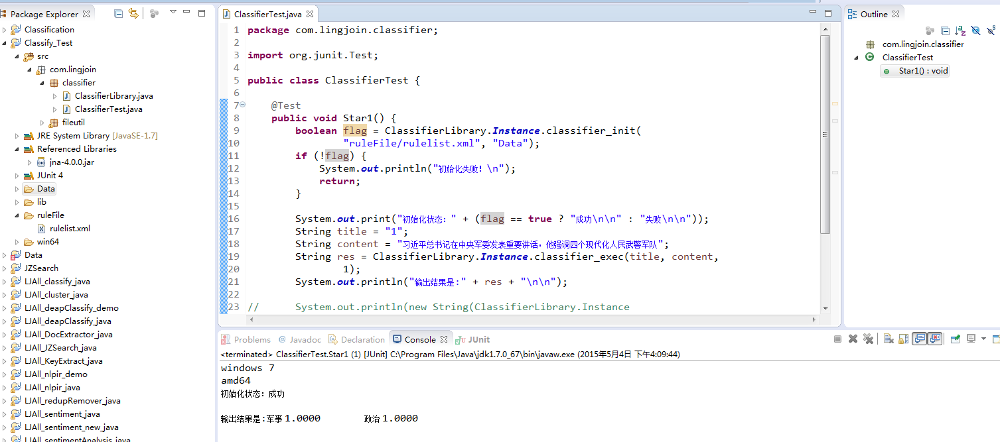 Package Explorer
Classification
Classify_Test
src
com.lingjoin
classifier
ClassifierLibrary.java
ClassifierTest.java
fileutil
JRE System Library [JavaSE-1.7]
Referenced Libraries
jna-4.0.0.jar
JUnit 4
Data
lib
ruleFile
rulelist.xml
win64
Data
JZSearch
LJAll_classify_java
LJAll_cluster_java
LJAll_deapClassify_demo
LJAll_deapClassify_java
LJAll_DocExtractor_java
LJAll_JZSearch_java
LJAll_KeyExtract_java
LJAll_nlpir_demo
LJAll_nlpir_java
LJAll_redupRemover_java
LJAll_sentiment_java
LJAll_sentiment_new_java
LJAll_sentimentAnalysis_java
ClassifierTest.java
1 package com.lingjoin.classifier;
2
3 import org.junit.Test;
4
5 public class ClassifierTest {
6
7 @Test
8 public void Star1() {
9 boolean flag = ClassifierLibrary.Instance.classifier_init(
10 "ruleFile/rulelist.xml", "Data");
11 if (!flag) {
12 System.out.println("初始化失败！\n");
13 return;
14 }
15
16 System.out.print("初始化状态：" + (flag == true ? "成功\n\n" : "失败\n\n"));
17 String title = "1";
18 String content = "习近平总书记在中央军委发表重要讲话，他强调四个现代化人民武警军队";
19 String res = ClassifierLibrary.Instance.classifier_exec(title, content,
20 1);
21 System.out.println("输出结果是:" + res + "\n\n");
22
23 // System.out.println(new String(ClassifierLibrary.Instance
Outline
com.lingjoin.classifier
ClassifierTest
Star1() : void
Problems @ Javadoc Declaration Console JUnit
<terminated> ClassifierTest.Star1 (1) [JUnit] C:\Program Files\Java\jdk1.7.0_67\bin\javaw.exe (2015年5月4日 下午4:09:44)
windows 7
amd64
初始化状态：成功
输出结果是:军事 1.0000 政治 1.0000